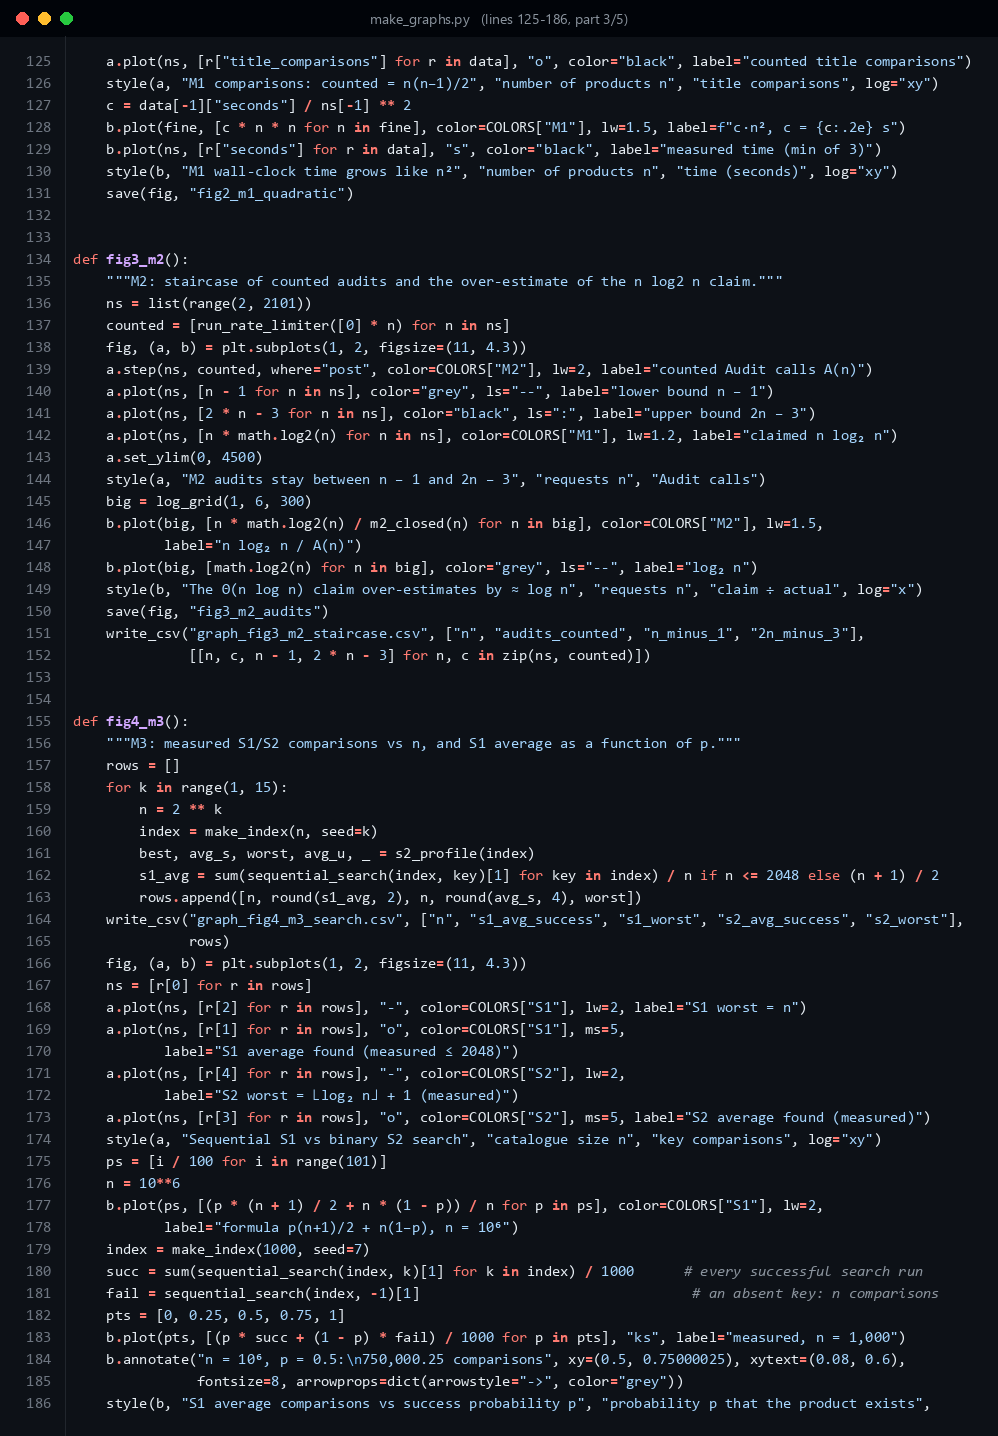 make_graphs.py (lines 125-186, part 3/5)
125     a.plot(ns, [r["title_comparisons"] for r in data], "o", color="black", label="counted title comparisons")
126     style(a, "M1 comparisons: counted = n(n−1)/2", "number of products n", "title comparisons", log="xy")
127     c = data[-1]["seconds"] / ns[-1] ** 2
128     b.plot(fine, [c * n * n for n in fine], color=COLORS["M1"], lw=1.5, label=f"c·n², c = {c:.2e} s")
129     b.plot(ns, [r["seconds"] for r in data], "s", color="black", label="measured time (min of 3)")
130     style(b, "M1 wall-clock time grows like n²", "number of products n", "time (seconds)", log="xy")
131     save(fig, "fig2_m1_quadratic")
132
133
134 def fig3_m2():
135     """M2: staircase of counted audits and the over-estimate of the n log2 n claim."""
136     ns = list(range(2, 2101))
137     counted = [run_rate_limiter([0] * n) for n in ns]
138     fig, (a, b) = plt.subplots(1, 2, figsize=(11, 4.3))
139     a.step(ns, counted, where="post", color=COLORS["M2"], lw=2, label="counted Audit calls A(n)")
140     a.plot(ns, [n - 1 for n in ns], color="grey", ls="--", label="lower bound n − 1")
141     a.plot(ns, [2 * n - 3 for n in ns], color="black", ls=":", label="upper bound 2n − 3")
142     a.plot(ns, [n * math.log2(n) for n in ns], color=COLORS["M1"], lw=1.2, label="claimed n log₂ n")
143     a.set_ylim(0, 4500)
144     style(a, "M2 audits stay between n − 1 and 2n − 3", "requests n", "Audit calls")
145     big = log_grid(1, 6, 300)
146     b.plot(big, [n * math.log2(n) / m2_closed(n) for n in big], color=COLORS["M2"], lw=1.5,
147            label="n log₂ n / A(n)")
148     b.plot(big, [math.log2(n) for n in big], color="grey", ls="--", label="log₂ n")
149     style(b, "The Θ(n log n) claim over-estimates by ≈ log n", "requests n", "claim ÷ actual", log="x")
150     save(fig, "fig3_m2_audits")
151     write_csv("graph_fig3_m2_staircase.csv", ["n", "audits_counted", "n_minus_1", "2n_minus_3"],
152               [[n, c, n - 1, 2 * n - 3] for n, c in zip(ns, counted)])
153
154
155 def fig4_m3():
156     """M3: measured S1/S2 comparisons vs n, and S1 average as a function of p."""
157     rows = []
158     for k in range(1, 15):
159         n = 2 ** k
160         index = make_index(n, seed=k)
161         best, avg_s, worst, avg_u, _ = s2_profile(index)
162         s1_avg = sum(sequential_search(index, key)[1] for key in index) / n if n <= 2048 else (n + 1) / 2
163         rows.append([n, round(s1_avg, 2), n, round(avg_s, 4), worst])
164     write_csv("graph_fig4_m3_search.csv", ["n", "s1_avg_success", "s1_worst", "s2_avg_success", "s2_worst"],
165               rows)
166     fig, (a, b) = plt.subplots(1, 2, figsize=(11, 4.3))
167     ns = [r[0] for r in rows]
168     a.plot(ns, [r[2] for r in rows], "-", color=COLORS["S1"], lw=2, label="S1 worst = n")
169     a.plot(ns, [r[1] for r in rows], "o", color=COLORS["S1"], ms=5,
170            label="S1 average found (measured ≤ 2048)")
171     a.plot(ns, [r[4] for r in rows], "-", color=COLORS["S2"], lw=2,
172            label="S2 worst = ⌊log₂ n⌋ + 1 (measured)")
173     a.plot(ns, [r[3] for r in rows], "o", color=COLORS["S2"], ms=5, label="S2 average found (measured)")
174     style(a, "Sequential S1 vs binary S2 search", "catalogue size n", "key comparisons", log="xy")
175     ps = [i / 100 for i in range(101)]
176     n = 10**6
177     b.plot(ps, [(p * (n + 1) / 2 + n * (1 - p)) / n for p in ps], color=COLORS["S1"], lw=2,
178            label="formula p(n+1)/2 + n(1−p), n = 10⁶")
179     index = make_index(1000, seed=7)
180     succ = sum(sequential_search(index, k)[1] for k in index) / 1000      # every successful search run
181     fail = sequential_search(index, -1)[1]                                 # an absent key: n comparisons
182     pts = [0, 0.25, 0.5, 0.75, 1]
183     b.plot(pts, [(p * succ + (1 - p) * fail) / 1000 for p in pts], "ks", label="measured, n = 1,000")
184     b.annotate("n = 10⁶, p = 0.5:\n750,000.25 comparisons", xy=(0.5, 0.75000025), xytext=(0.08, 0.6),
185                fontsize=8, arrowprops=dict(arrowstyle="->", color="grey"))
186     style(b, "S1 average comparisons vs success probability p", "probability p that the product exists",